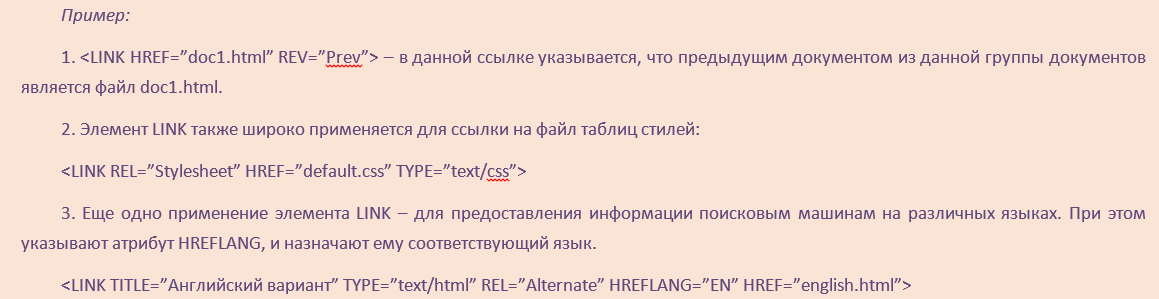 Пример:
1. <LINK HREF=”doc1.html” REV=”Prev”> – в данной ссылке указывается, что предыдущим документом из данной группы документов
является файл doc1.html.
2. Элемент LINK также широко применяется для ссылки на файл таблиц стилей:
<LINK REL=”Stylesheet” HREF=”default.css” TYPE=”text/css”>
3. Еще одно применение элемента LINK – для предоставления информации поисковым машинам на различных языках. При этом
указывают атрибут HREFLANG, и назначают ему соответствующий язык.
<LINK TITLE=”Английский вариант” TYPE=”text/html” REL=”Alternate” HREFLANG=”EN” HREF=”english.html”>